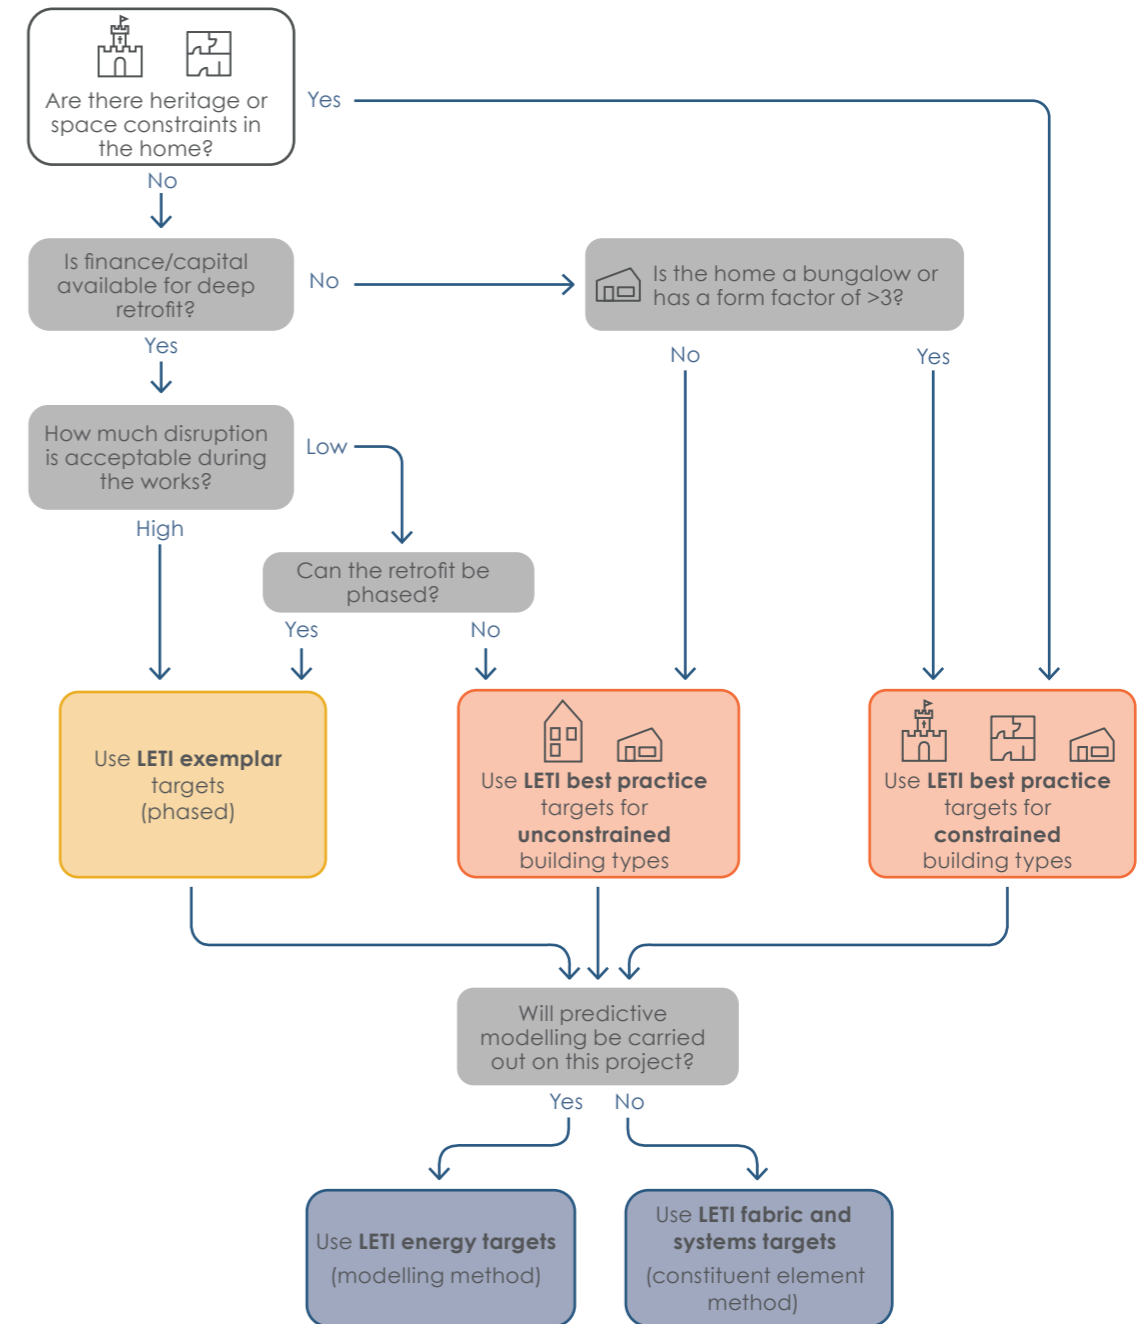 Are there heritage or
space constraints in
the home?
Yes
No
Is finance/capital
available for deep
retrofit?
No
Is the home a bungalow or
has a form factor of >3?
Yes
No
Yes
How much disruption
is acceptable during
the works?
Low
High
Can the retrofit be
phased?
Yes
No
Use LETI exemplar
targets
(phased)
Use LETI best practice
targets for
unconstrained
building types
Use LETI best practice
targets for
constrained
building types
Will predictive
modelling be carried
out on this project?
Yes
No
Use LETI energy targets
(modelling method)
Use LETI fabric and
systems targets
(constituent element
method)